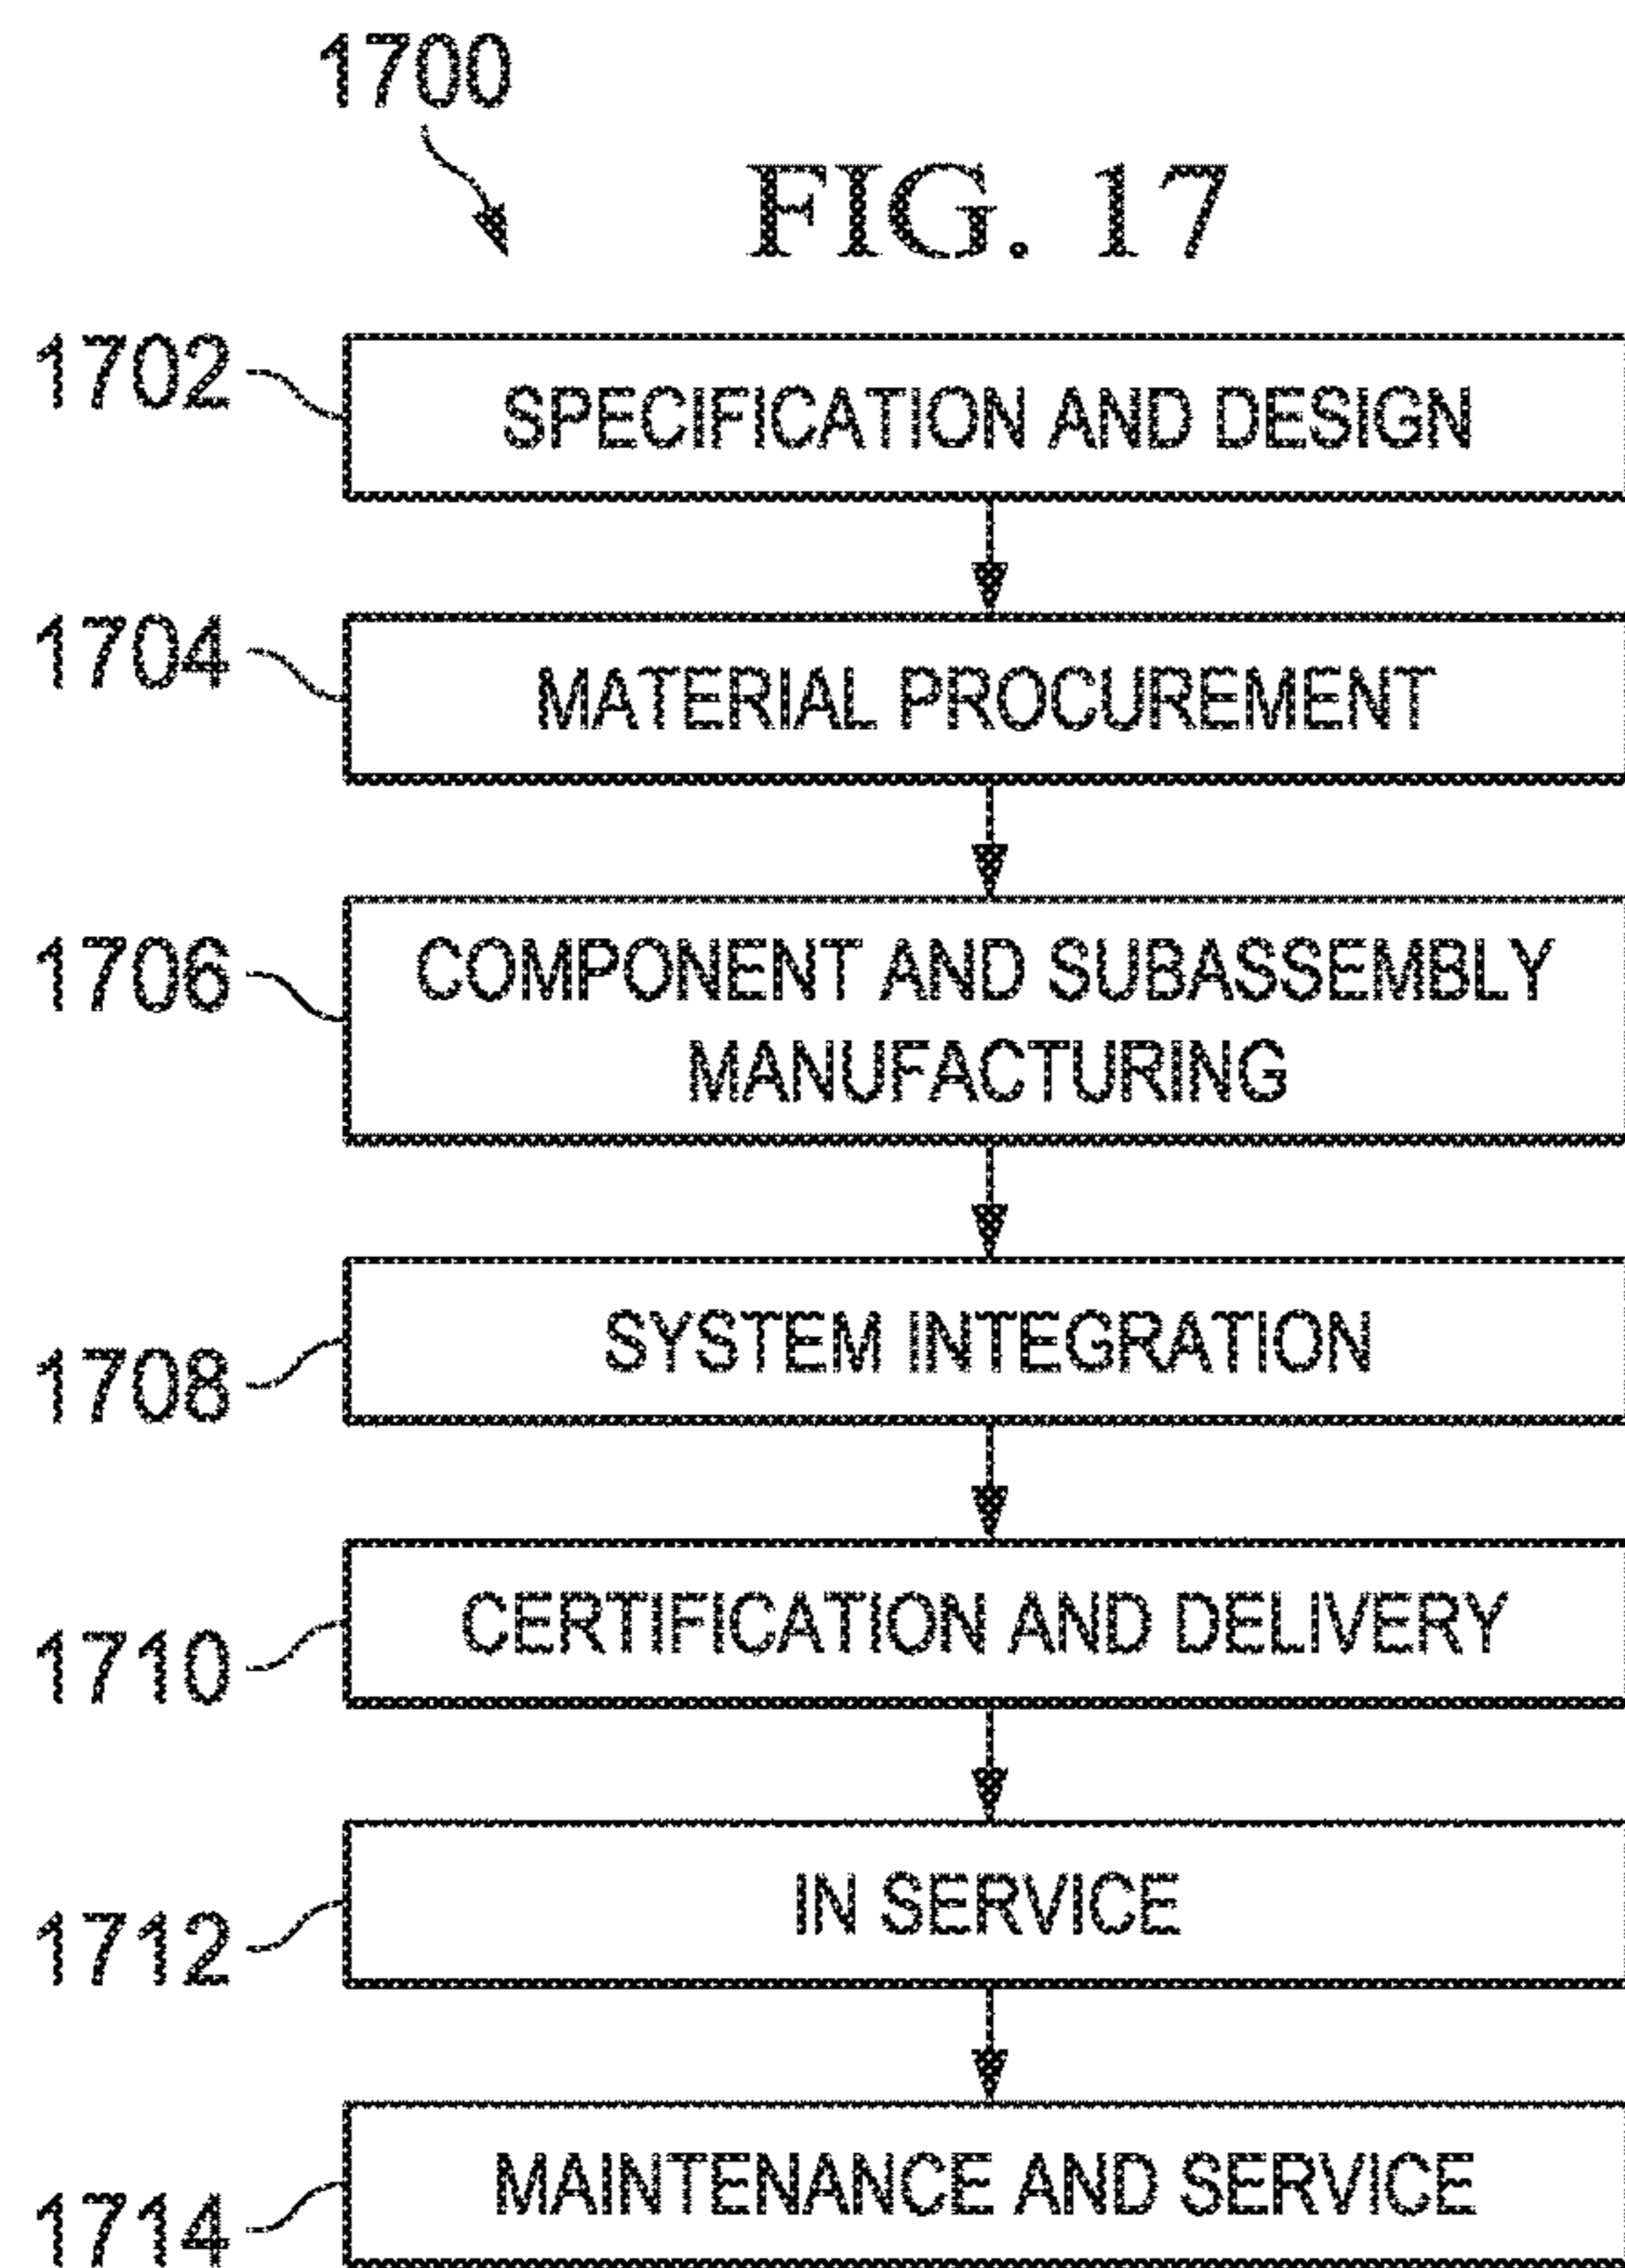 1700
FIG. 17
1702
SPECIFICATION AND DESIGN
1704
MATERIAL PROCUREMENT
1706
COMPONENT AND SUBASSEMBLY
MANUFACTURING
1708
SYSTEM INTEGRATION
1710
CERTIFICATION AND DELIVERY
1712
IN SERVICE
1714
MAINTENANCE AND SERVICE